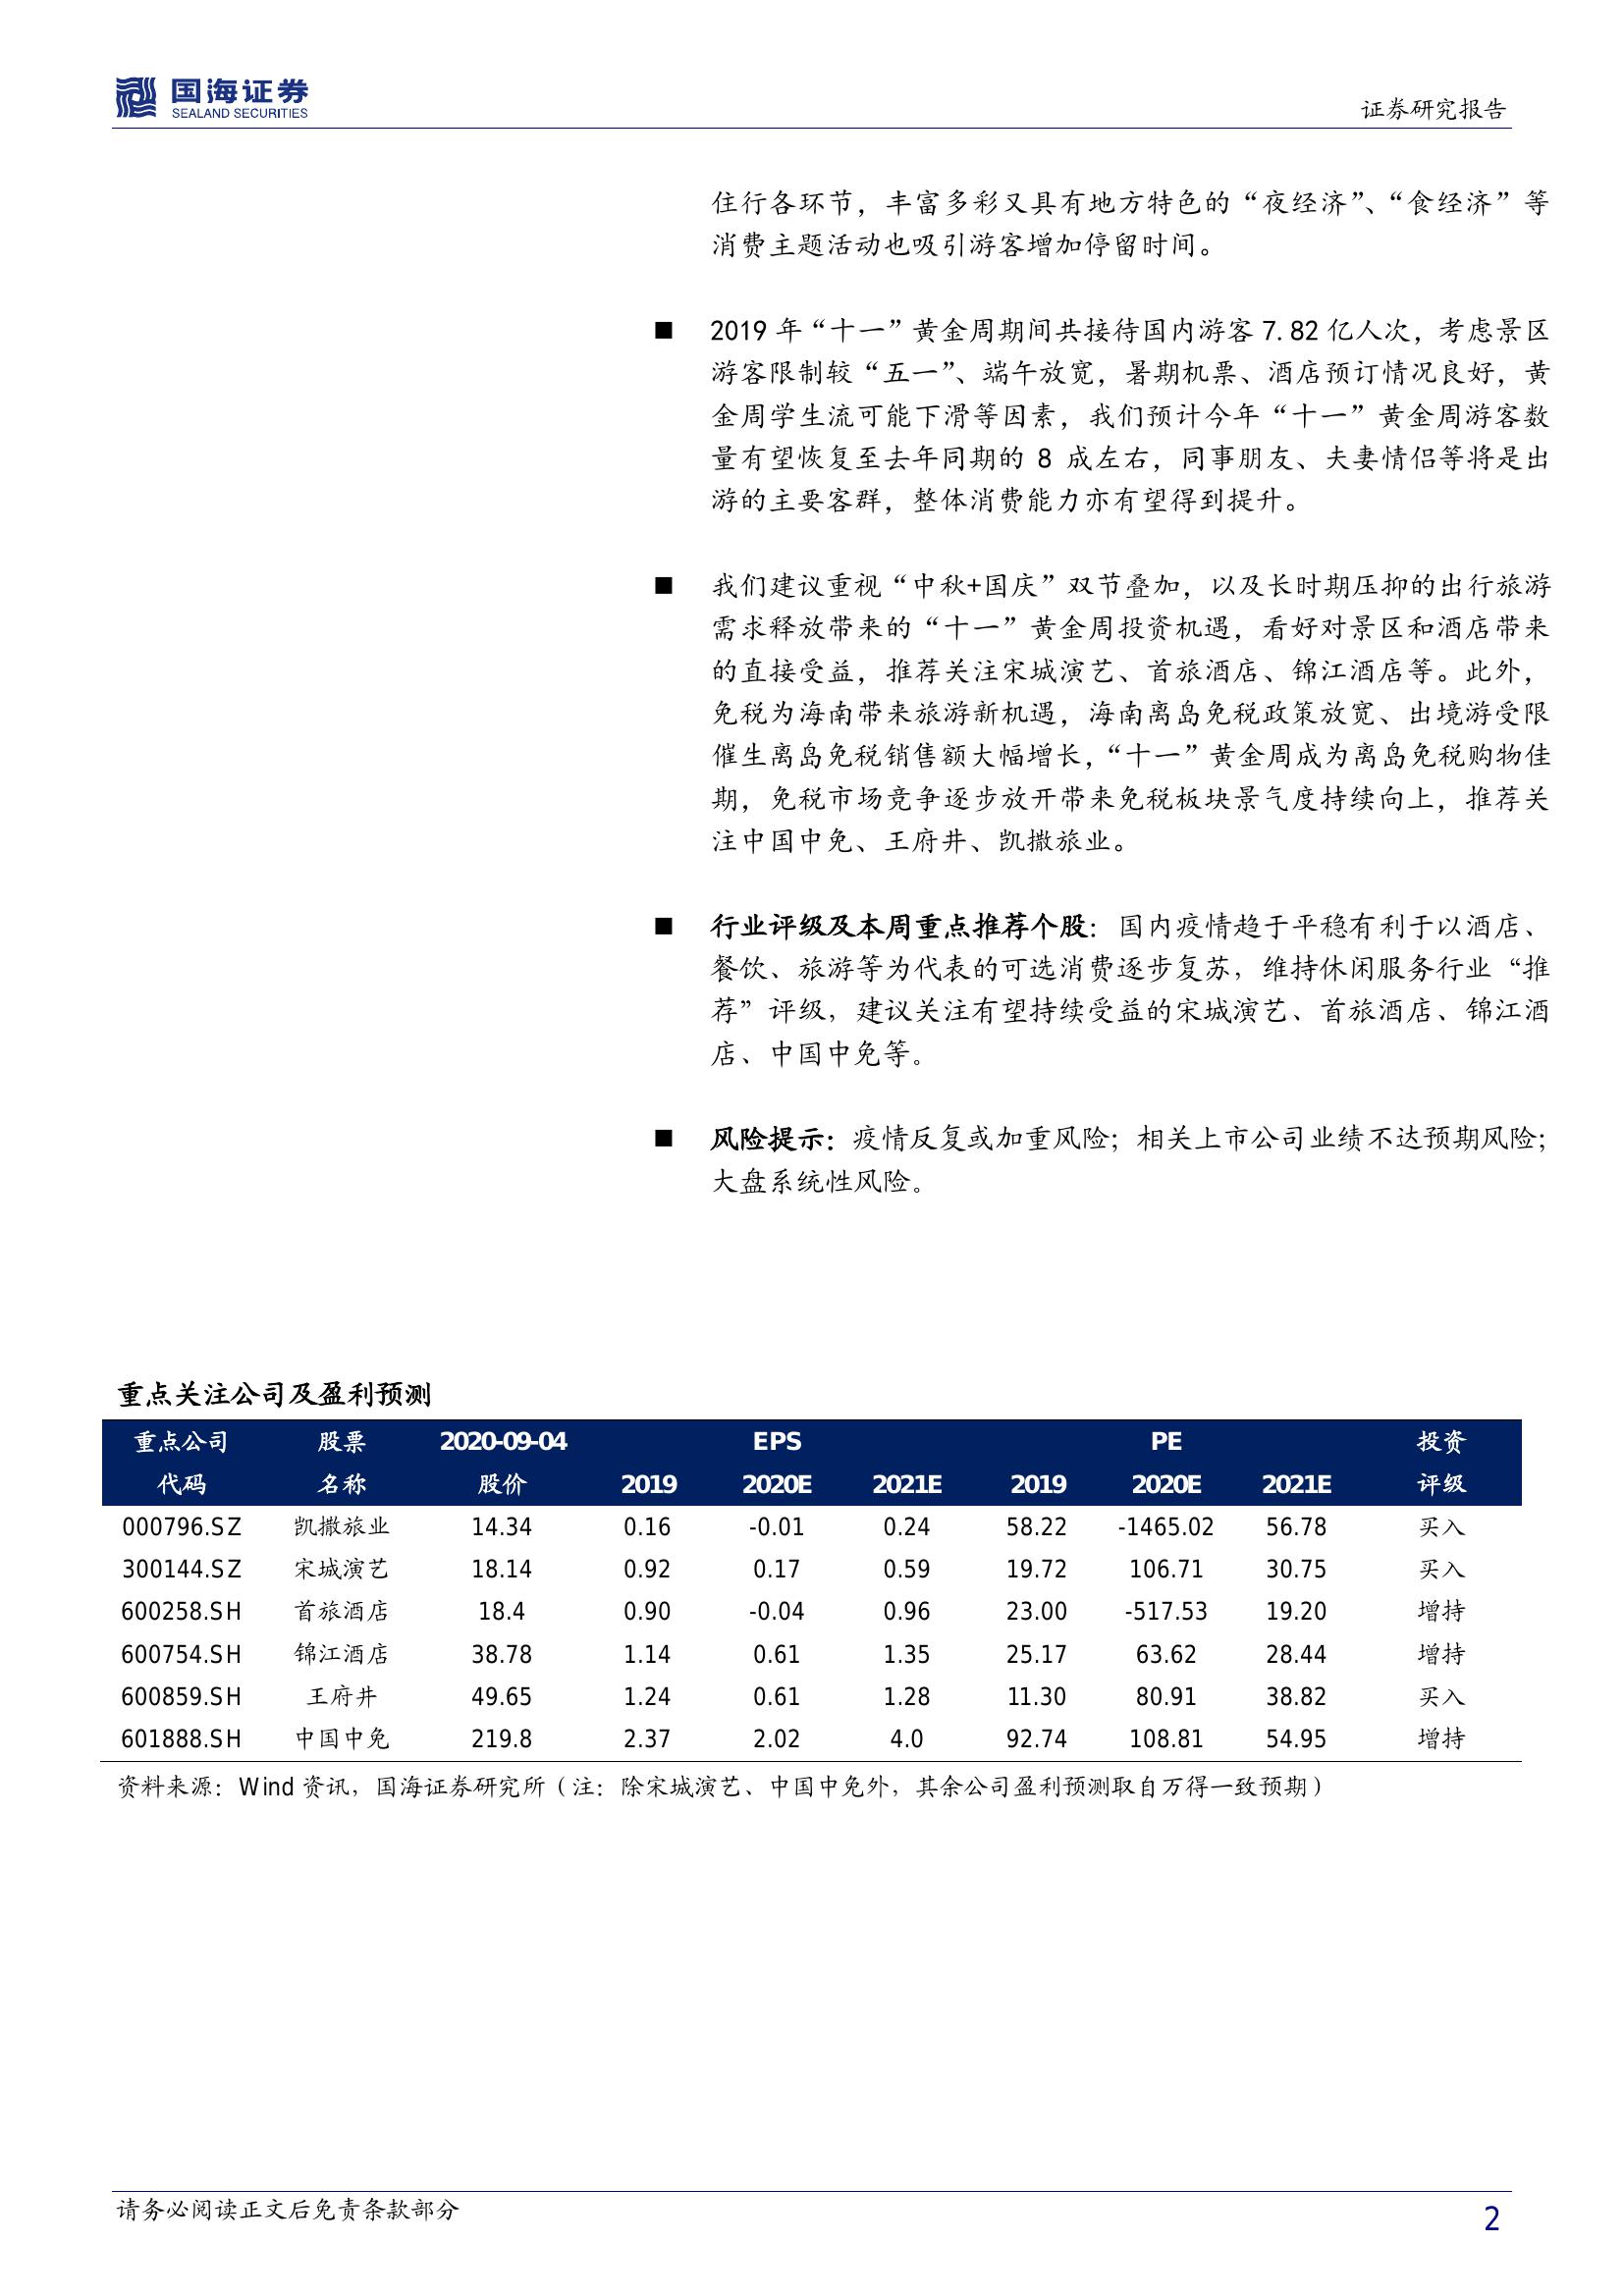 国海证券
SEALAND SECURITIES
证券研究报告
住行各环节，丰富多彩又具有地方特色的“夜经济”、“食经济”等
消费主题活动也吸引游客增加停留时间。
■ 2019 年“十一”黄金周期间共接待国内游客 7.82 亿人次，考虑景区
游客限制较“五一”、端午放宽，暑期机票、酒店预订情况良好，黄
金周学生流可能下滑等因素，我们预计今年“十一”黄金周游客数
量有望恢复至去年同期的 8 成左右，同事朋友、夫妻情侣等将是出
游的主要客群，整体消费能力亦有望得到提升。
■ 我们建议重视“中秋+国庆”双节叠加，以及长时期压抑的出行旅游
需求释放带来的“十一”黄金周投资机遇，看好对景区和酒店带来
的直接受益，推荐关注宋城演艺、首旅酒店、锦江酒店等。此外，
免税为海南带来旅游新机遇，海南离岛免税政策放宽、出境游受限
催生离岛免税销售额大幅增长，“十一”黄金周成为离岛免税购物佳
期，免税市场竞争逐步放开带来免税板块景气度持续向上，推荐关
注中国中免、王府井、凯撒旅业。
■ 行业评级及本周重点推荐个股：国内疫情趋于平稳有利于以酒店、
餐饮、旅游等为代表的可选消费逐步复苏，维持休闲服务行业“推
荐”评级，建议关注有望持续受益的宋城演艺、首旅酒店、锦江酒
店、中国中免等。
■ 风险提示：疫情反复或加重风险；相关上市公司业绩不达预期风险；
大盘系统性风险。
重点关注公司及盈利预测
重点公司 股票 2020-09-04 EPS PE 投资
代码 名称 股价 2019 2020E 2021E 2019 2020E 2021E 评级
000796.SZ 凯撒旅业 14.34 0.16 -0.01 0.24 58.22 -1465.02 56.78 买入
300144.SZ 宋城演艺 18.14 0.92 0.17 0.59 19.72 106.71 30.75 买入
600258.SH 首旅酒店 18.4 0.90 -0.04 0.96 23.00 -517.53 19.20 增持
600754.SH 锦江酒店 38.78 1.14 0.61 1.35 25.17 63.62 28.44 增持
600859.SH 王府井 49.65 1.24 0.61 1.28 11.30 80.91 38.82 买入
601888.SH 中国中免 219.8 2.37 2.02 4.0 92.74 108.81 54.95 增持
资料来源：Wind 资讯，国海证券研究所（注：除宋城演艺、中国中免外，其余公司盈利预测取自万得一致预期）
请务必阅读正文后免责条款部分
2